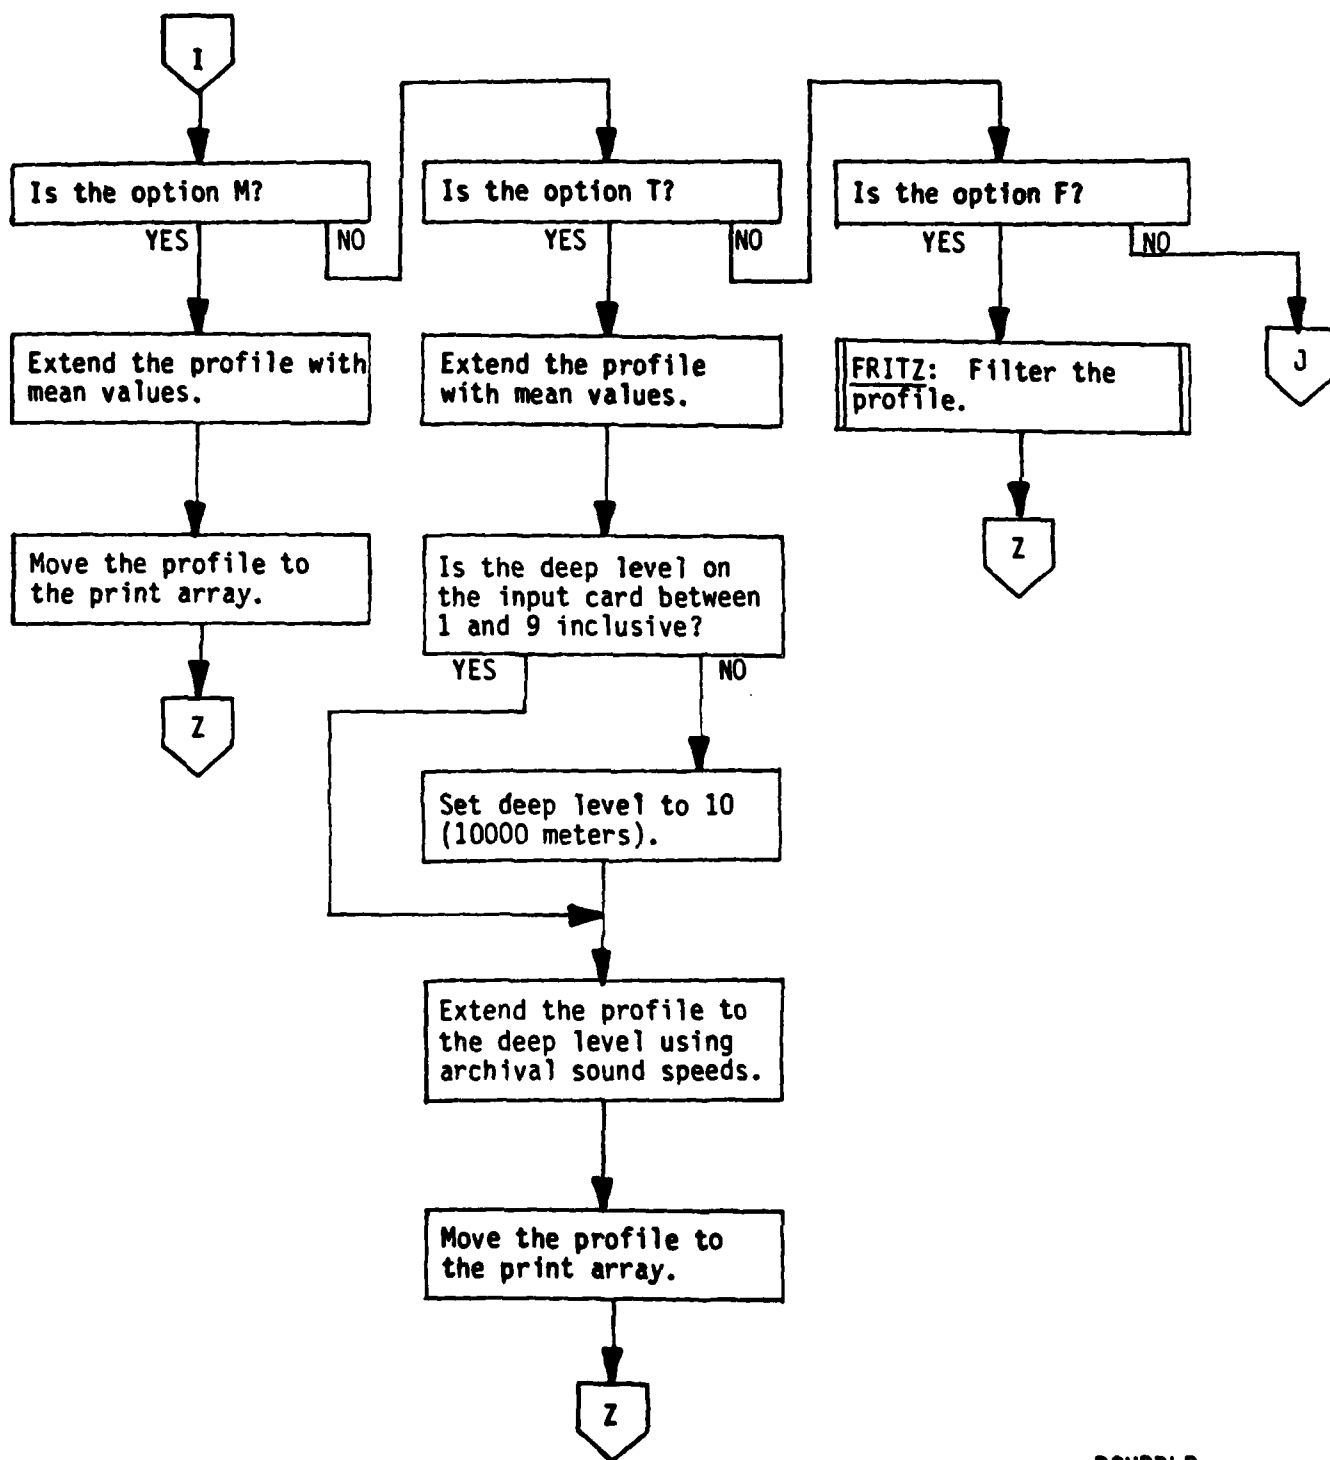 I
Is the option M?
YES
NO
Extend the profile with
mean values.
Move the profile to
the print array.
Z
Is the option T?
YES
NO
Extend the profile
with mean values.
Is the deep level on
the input card between
1 and 9 inclusive?
YES
NO
Set deep level to 10
(10000 meters).
Extend the profile to
the deep level using
archival sound speeds.
Move the profile to
the print array.
Z
Is the option F?
YES
NO
FRITZ: Filter the
profile.
Z
J